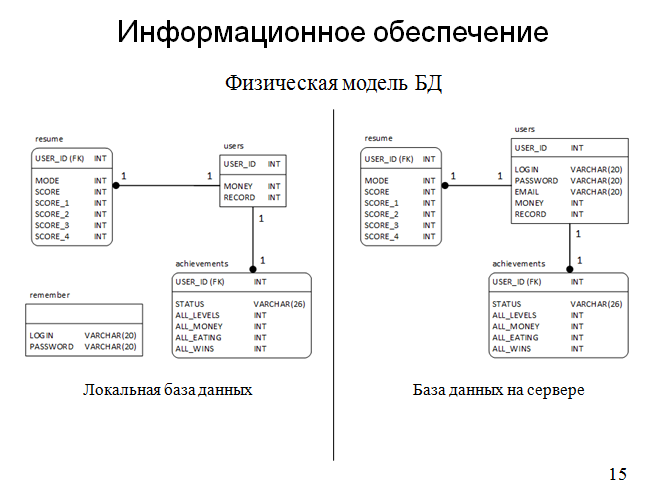 Информационное обеспечение
Физическая модель БД
resume
USER_ID (FK) INT
MODE INT
SCORE INT
SCORE_1 INT
SCORE_2 INT
SCORE_3 INT
SCORE_4 INT
1 1
users
USER_ID INT
MONEY INT
RECORD INT
1
1
achievements
USER_ID (FK) INT
STATUS VARCHAR(26)
ALL_LEVELS INT
ALL_MONEY INT
ALL_EATING INT
ALL_WINS INT
remember
LOGIN VARCHAR(20)
PASSWORD VARCHAR(20)
Локальная база данных
resume
USER_ID (FK) INT
MODE INT
SCORE INT
SCORE_1 INT
SCORE_2 INT
SCORE_3 INT
SCORE_4 INT
1 1
users
USER_ID INT
LOGIN VARCHAR(20)
PASSWORD VARCHAR(20)
EMAIL VARCHAR(20)
MONEY INT
RECORD INT
1
1
achievements
USER_ID (FK) INT
STATUS VARCHAR(26)
ALL_LEVELS INT
ALL_MONEY INT
ALL_EATING INT
ALL_WINS INT
База данных на сервере
15